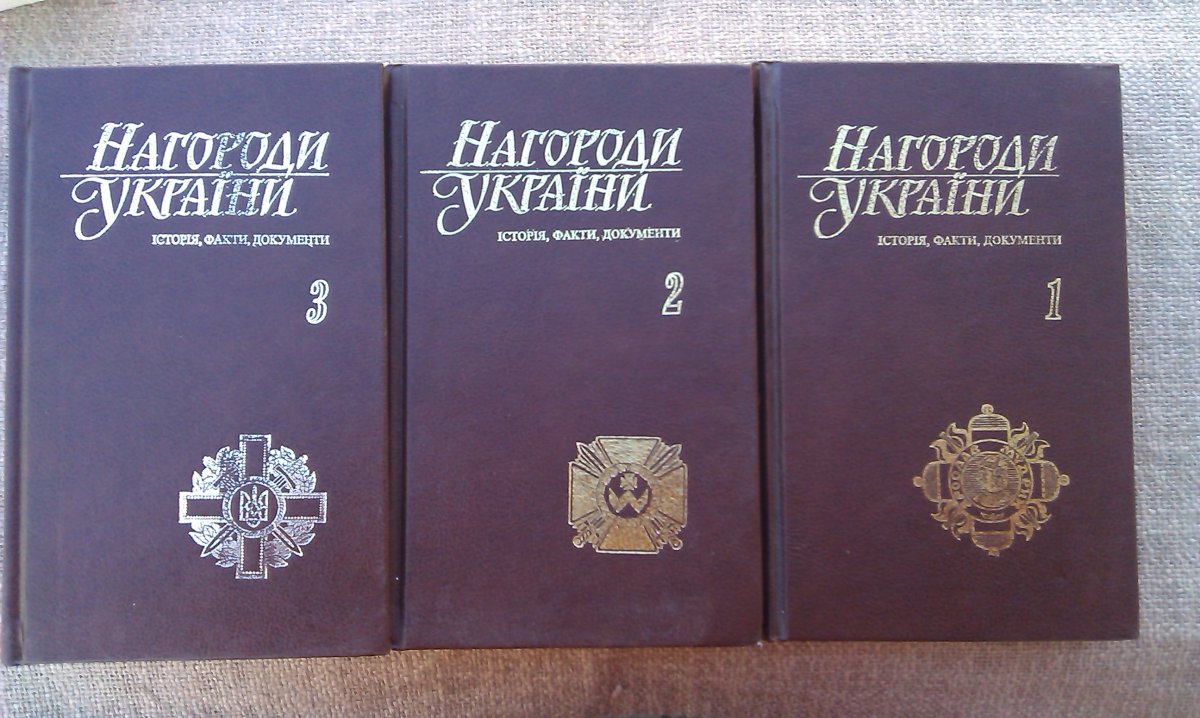 НАГОРОДИ
УКРАЇНИ
ІСТОРІЯ, ФАКТИ, ДОКУМЕНТИ
3
НАГОРОДИ
УКРАЇНИ
ІСТОРІЯ, ФАКТИ, ДОКУМЕНТИ
2
НАГОРОДИ
УКРАЇНИ
ІСТОРІЯ, ФАКТИ, ДОКУМЕНТИ
1